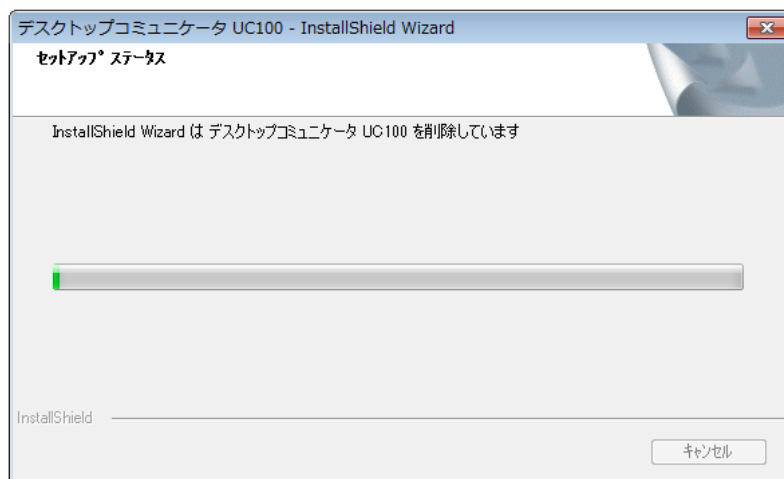 デスクトップコミュニケータ UC100 - InstallShield Wizard
セットアップ ステータス
InstallShield Wizard は デスクトップコミュニケータ UC100 を削除しています
InstallShield
キャンセル